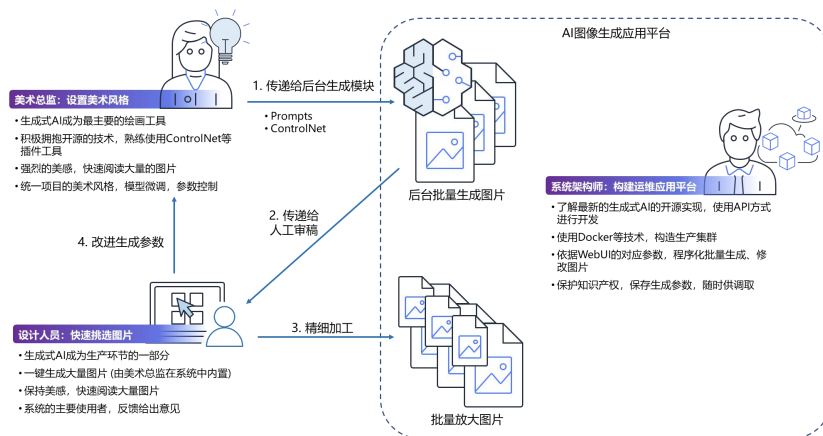 AI图像生成应用平台
美术总监：设置美术风格
• 生成式AI成为最主要的绘画工具
• 积极拥抱开源的技术，熟练使用ControlNet等
插件工具
• 强烈的美感，快速阅读大量的图片
• 统一项目的美术风格，模型微调，参数控制
1. 传递给后台生成模块
• Prompts
• ControlNet
后台批量生成图片
系统架构师：构建运维应用平台
• 了解最新的生成式AI的开源实现，使用API方式
进行开发
• 使用Docker等技术，构造生产集群
• 依据WebUI的对应参数，程序化批量生成、修
改图片
• 保护知识产权，保存生成参数，随时供调取
2. 传递给
人工审稿
4. 改进生成参数
设计人员：快速挑选图片
• 生成式AI成为生产环节的一部分
• 一键生成大量图片 (由美术总监在系统中内置)
• 保持美感，快速阅读大量图片
• 系统的主要使用者，反馈给出意见
3. 精细加工
批量放大图片